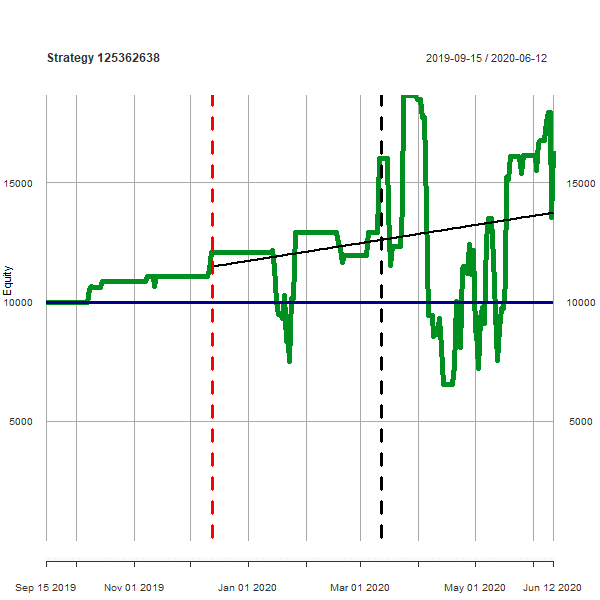 Strategy 125362638
2019-09-15 / 2020-06-12
15000
15000
Equity
10000
10000
5000
5000
Sep 15 2019
Nov 01 2019
Jan 01 2020
Mar 01 2020
May 01 2020
Jun 12 2020